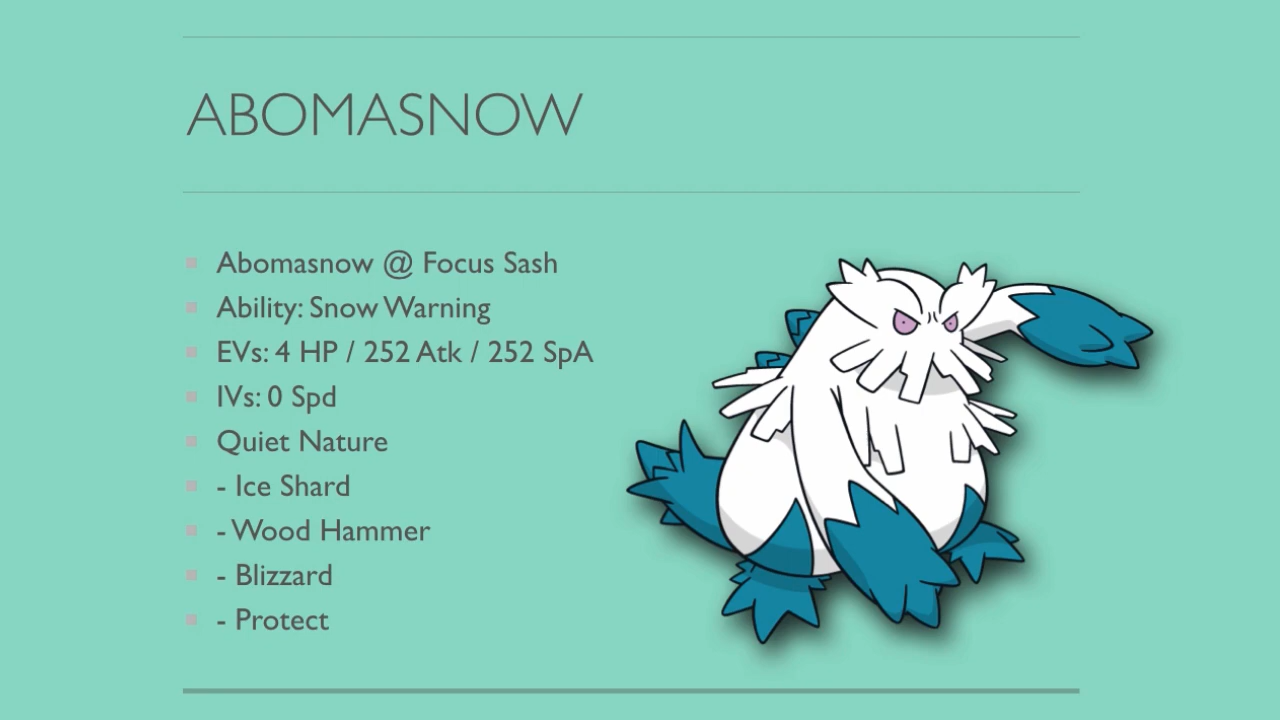 ABOMASNOW
Abomasnow @ Focus Sash
Ability: Snow Warning
EVs: 4 HP / 252 Atk / 252 SpA
IVs: 0 Spd
Quiet Nature
- Ice Shard
- Wood Hammer
- Blizzard
- Protect